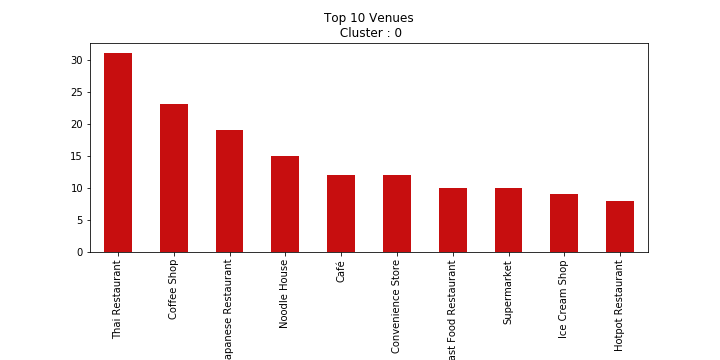 Top 10 Venues
Cluster : 0
30
25
20
15
10
5
0
Thai Restaurant
Coffee Shop
apanese Restaurant
Noodle House
Café
Convenience Store
ast Food Restaurant
Supermarket
Ice Cream Shop
Hotpot Restaurant